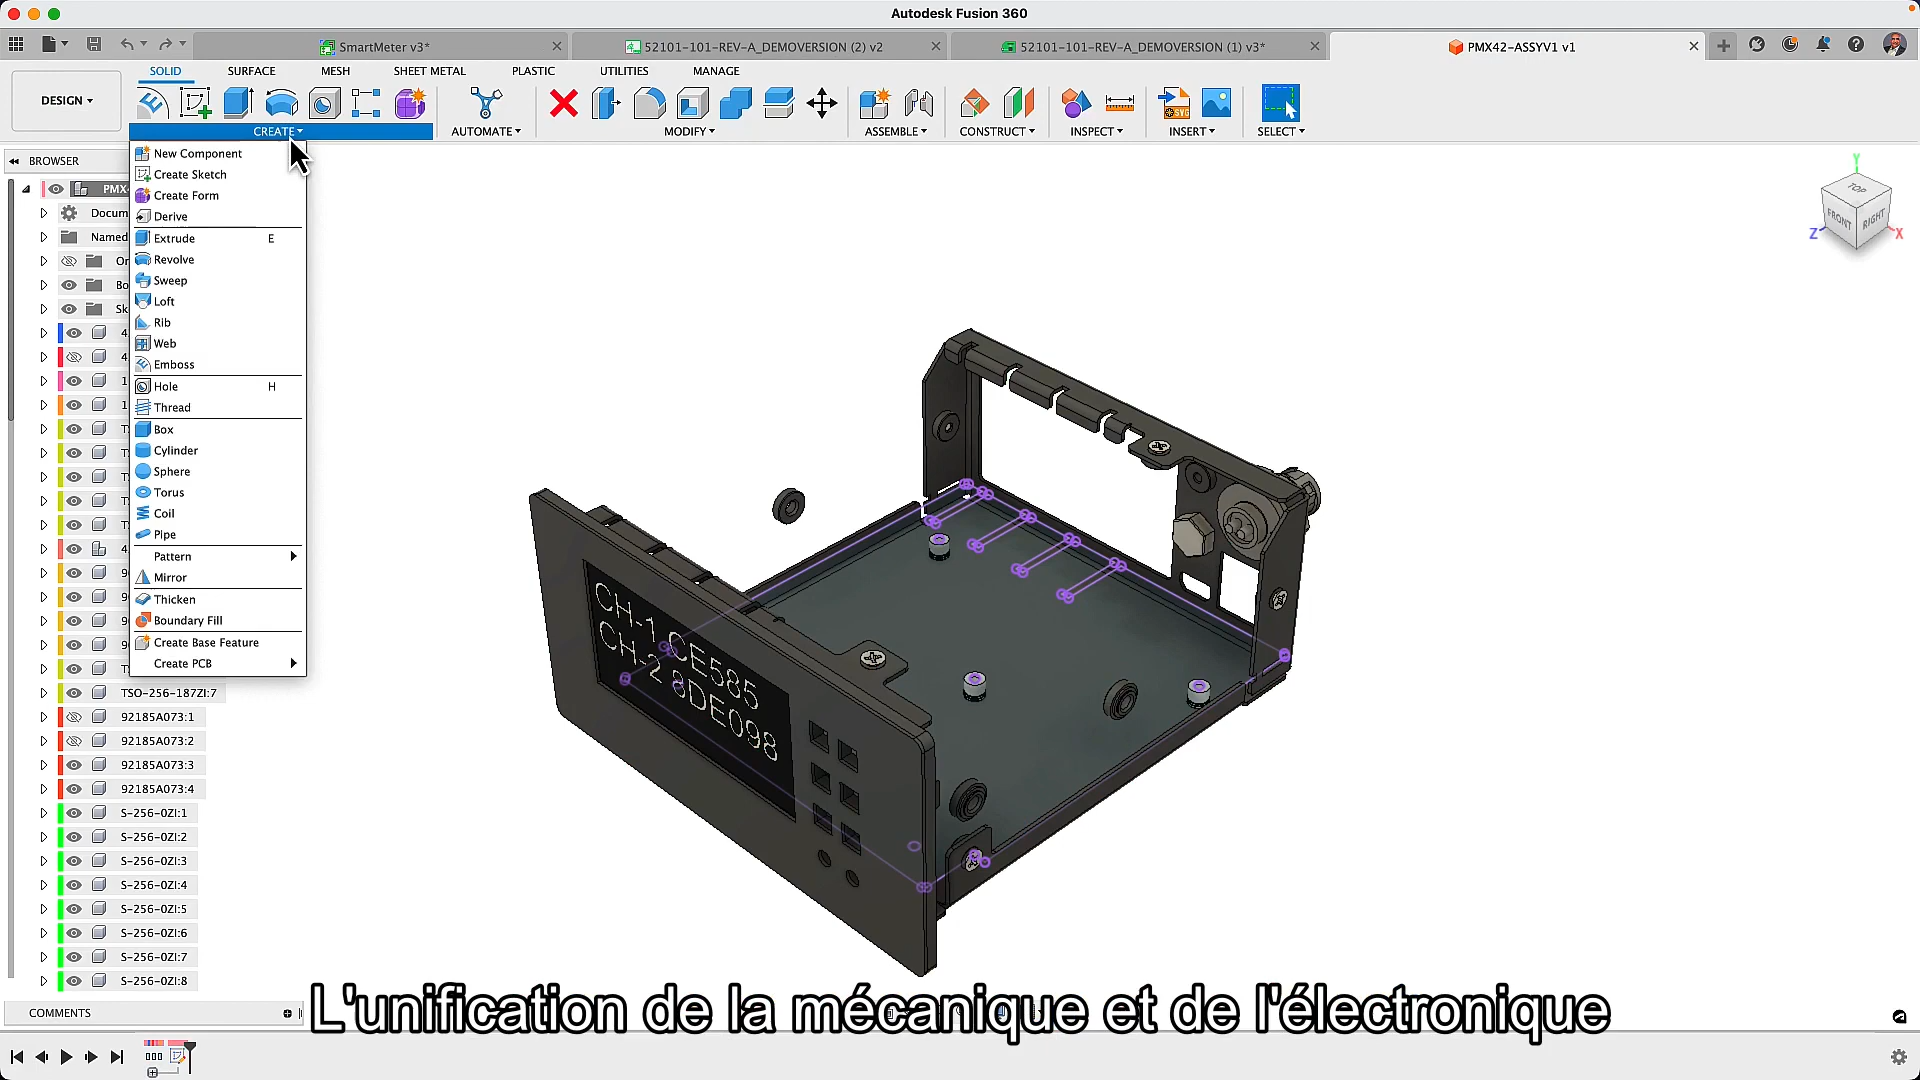 Autodesk Fusion 360
SmartMeter v3*
52101-101-REV-A_DEMOVERSION (2) v2
52101-101-REV-A_DEMOVERSION (1) v3*
PMX42-ASSYV1 v1
SOLID
SURFACE
MESH
SHEET METAL
PLASTIC
UTILITIES
MANAGE
DESIGN
CREATE
AUTOMATE
MODIFY
ASSEMBLE
CONSTRUCT
INSPECT
INSERT
SELECT
BROWSER
New Component
Create Sketch
Create Form
Derive
Extrude E
Revolve
Sweep
Loft
Rib
Web
Emboss
Hole H
Thread
Box
Cylinder
Sphere
Torus
Coil
Pipe
Pattern
Mirror
Thicken
Boundary Fill
Create Base Feature
Create PCB
TSO-256-187ZI:7
92185A073:1
92185A073:2
92185A073:3
92185A073:4
S-256-0ZI:1
S-256-0ZI:2
S-256-0ZI:3
S-256-0ZI:4
S-256-0ZI:5
S-256-0ZI:6
S-256-0ZI:7
S-256-0ZI:8
CH-1 CE585
CH-2 8DE098
TOP
FRONT
RIGHT
Y
Z
X
COMMENTS
L'unification de la mécanique et de l'électronique